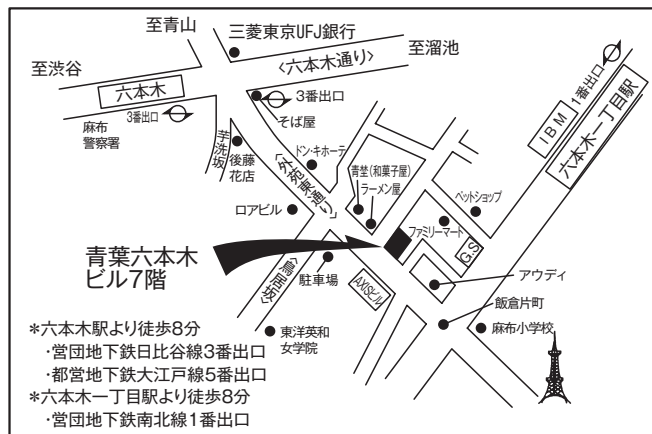 至青山
三菱東京UFJ銀行
至渋谷
〈六本木通り〉
至溜池
六本木
3番出口
3番出口
麻布
警察署
そば屋
芋洗坂
後藤
花店
ドン・キホーテ
〈外苑東通り〉
青埜(和菓子屋)
ラーメン屋
ロアビル
ペットショップ
ファミリーマート
G.S
IBM
1番出口
六本木一丁目駅
青葉六本木
ビル7階
〈鳥居坂〉
駐車場
AXISビル
アウディ
飯倉片町
麻布小学校
東洋英和
女学院
*六本木駅より徒歩8分
・営団地下鉄日比谷線3番出口
・都営地下鉄大江戸線5番出口
*六本木一丁目駅より徒歩8分
・営団地下鉄南北線1番出口